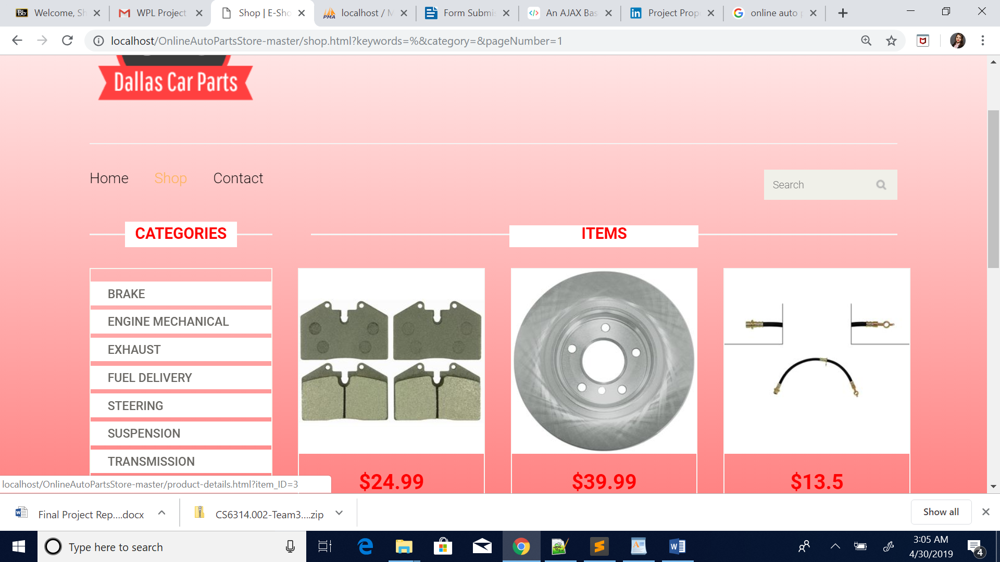 Welcome, Sh
WPL Project
Shop | E-Sho
localhost / M
Form Submis
An AJAX Bas
Project Prop
online auto p
localhost/OnlineAutoPartsStore-master/shop.html?keywords=%&category=&pageNumber=1
Dallas Car Parts
Home
Shop
Contact
Search
CATEGORIES
ITEMS
BRAKE
ENGINE MECHANICAL
EXHAUST
FUEL DELIVERY
STEERING
SUSPENSION
TRANSMISSION
$24.99
$39.99
$13.5
localhost/OnlineAutoPartsStore-master/product-details.html?item_ID=3
Final Project Rep....docx
CS6314.002-Team3....zip
Show all
Type here to search
3:05 AM
4/30/2019
4